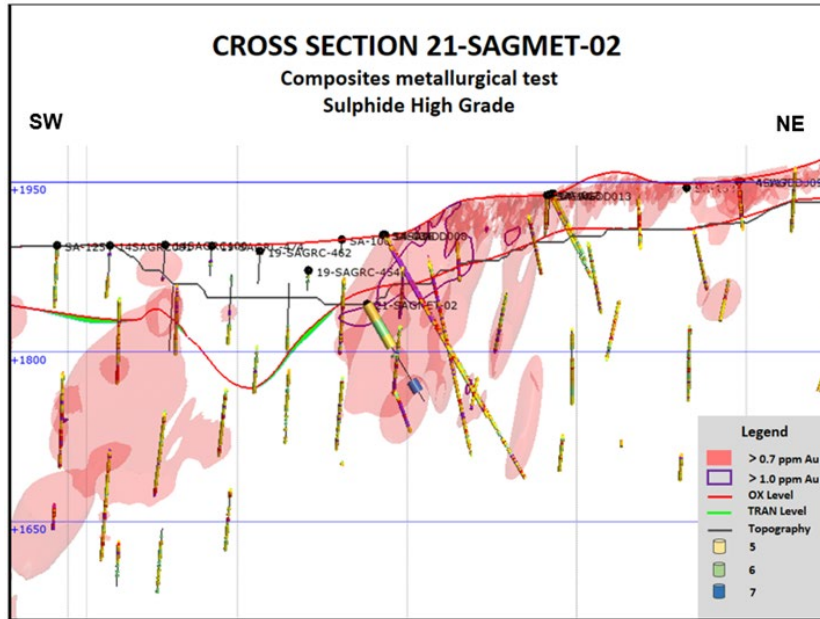 CROSS SECTION 21-SAGMET-02
Composites metallurgical test
Sulphide High Grade
SW
NE
+1950
SA-125
SA-10
19-SAGRC-462
19-SAGRC-454
21-SAGMET-02
+1800
+1650
Legend
> 0.7 ppm Au
> 1.0 ppm Au
OX Level
TRAN Level
Topography
5
6
7